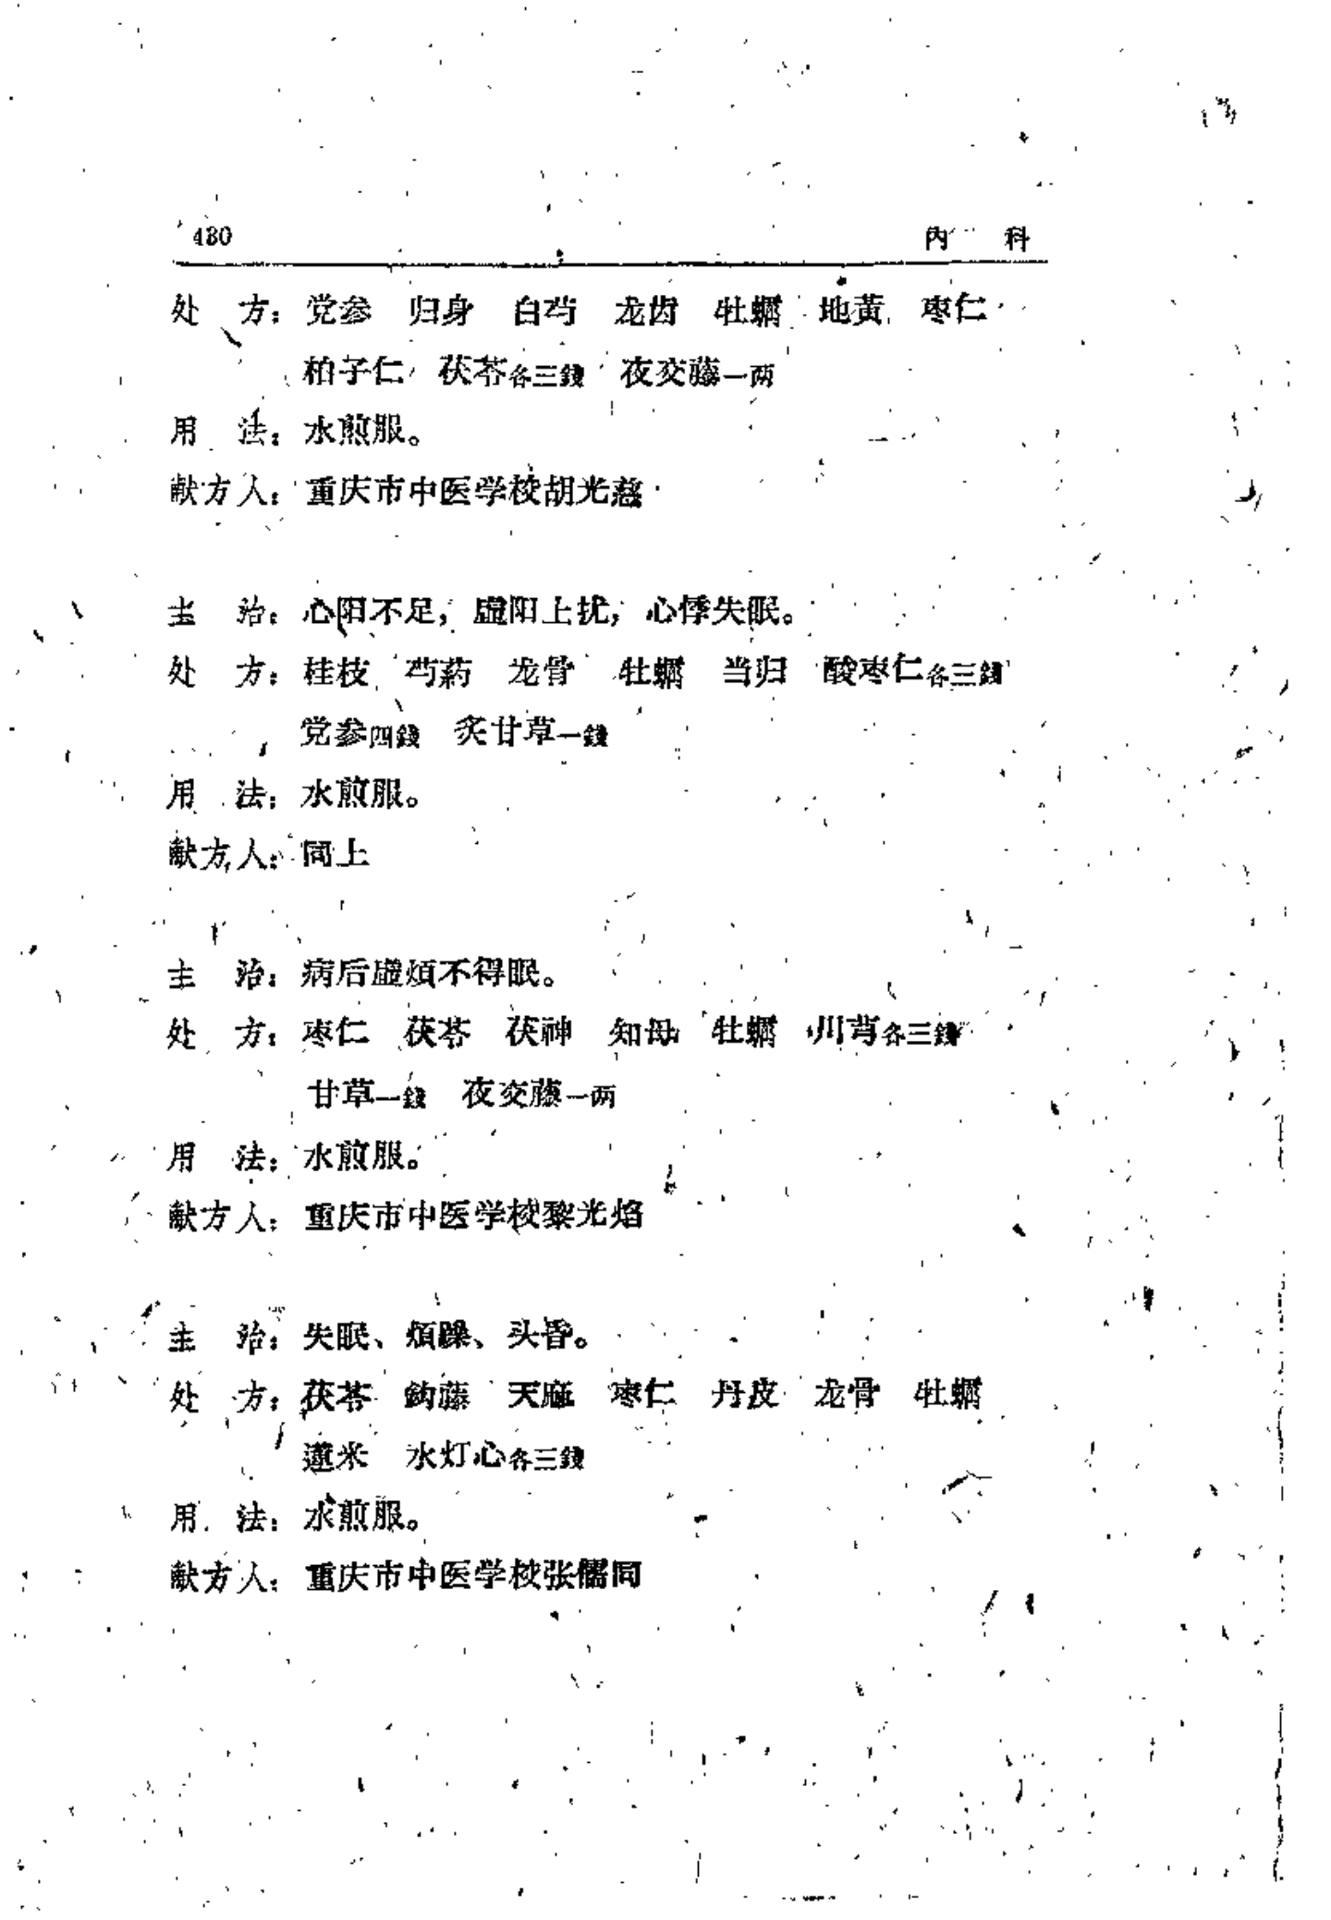 480 内 科
处 方：党参 归身 白芍 龙齿 牡蠣 地黃 枣仁
柏子仁 茯苓各三錢 夜交藤一两
用 法：水煎服。
献方人：重庆市中医学校胡光慈
主 治：心阳不足，虛阳上扰，心悸失眠。
处 方：桂枝 芍药 龙骨 牡蠣 当归 酸枣仁各三錢
党参四錢 炙甘草一錢
用 法：水煎服。
献方人：同上
主 治：病后虛煩不得眠。
处 方：枣仁 茯苓 茯神 知母 牡蠣 川芎各三錢
甘草一錢 夜交藤一两
用 法：水煎服。
献方人：重庆市中医学校黎光焰
主 治：失眠、煩躁、头昏。
处 方：茯苓 鈎藤 天麻 枣仁 丹皮 龙骨 牡蠣
米 水灯心各三錢
用 法：水煎服。
献方人：重庆市中医学校张儒同